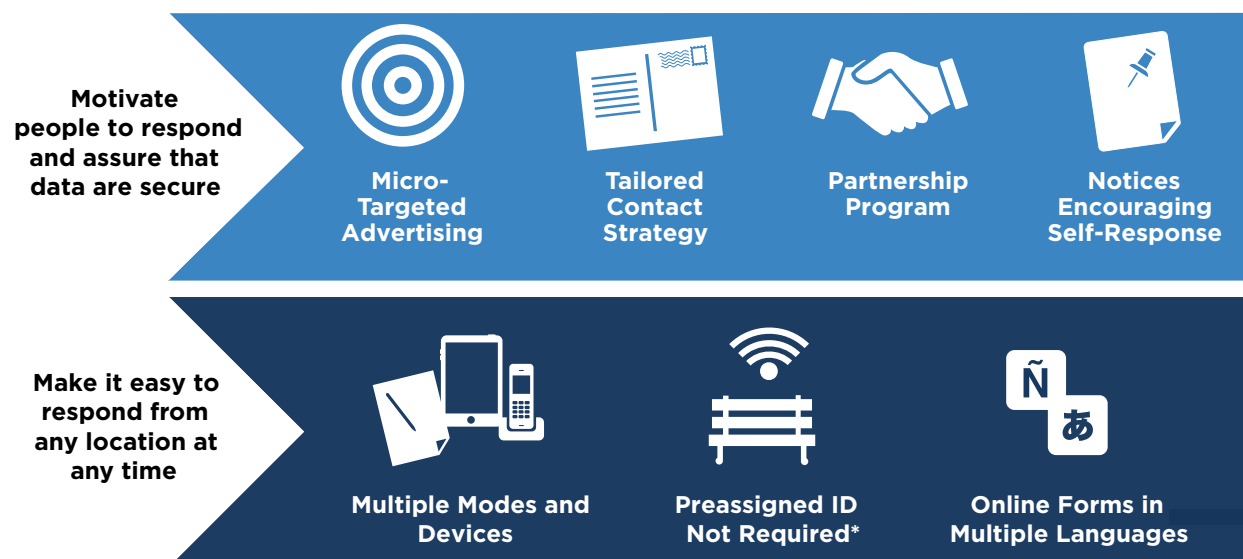 Motivate
people to respond
and assure that
data are secure
Micro-
Targeted
Advertising
Tailored
Contact
Strategy
Partnership
Program
Notices
Encouraging
Self-Response
Make it easy to
respond from
any location at
any time
Ñ
あ
Multiple Modes and
Devices
Preassigned ID
Not Required*
Online Forms in
Multiple Languages